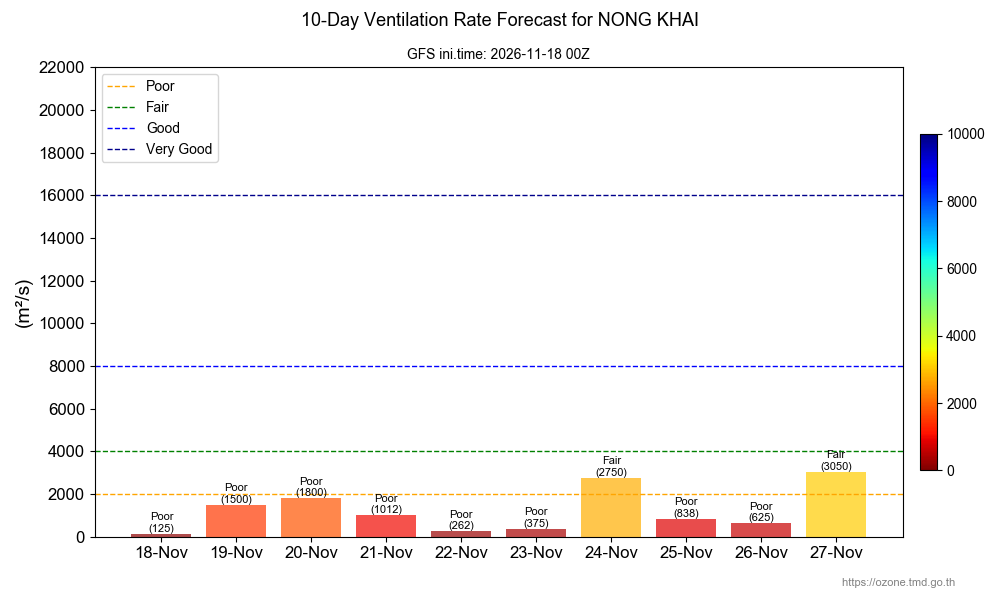 10-Day Ventilation Rate Forecast for NONG KHAI
GFS ini.time: 2026-11-18 00Z
22000
20000
18000
16000
14000
12000
10000
8000
6000
4000
2000
0
(m²/s)
Poor
Fair
Good
Very Good
Poor
(125)
Poor
(1500)
Poor
(1800)
Poor
(1012)
Poor
(262)
Poor
(375)
Fair
(2750)
Poor
(838)
Poor
(625)
Fair
(3050)
18-Nov 19-Nov 20-Nov 21-Nov 22-Nov 23-Nov 24-Nov 25-Nov 26-Nov 27-Nov
10000
8000
6000
4000
2000
0
https://ozone.tmd.go.th